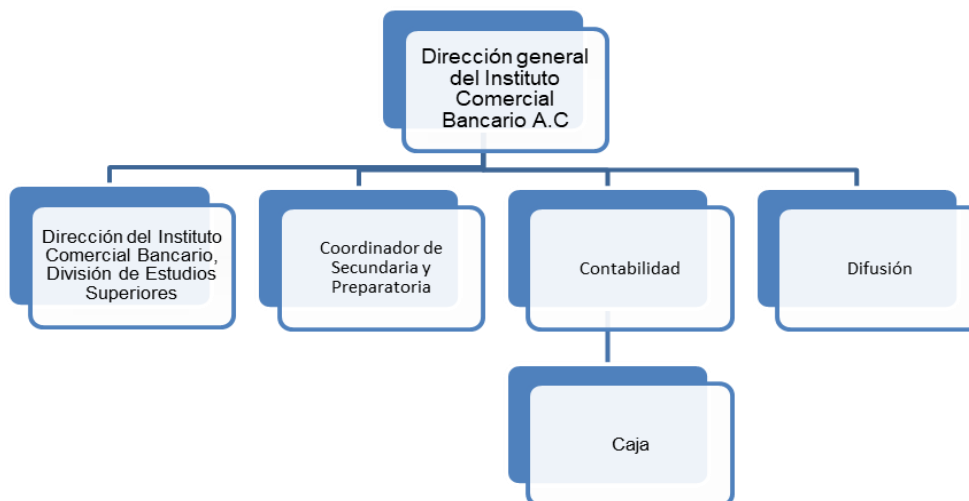 Dirección general
del Instituto
Comercial
Bancario A.C
Dirección del Instituto
Comercial Bancario,
División de Estudios
Superiores
Coordinador de
Secundaria y
Preparatoria
Contabilidad
Difusión
Caja